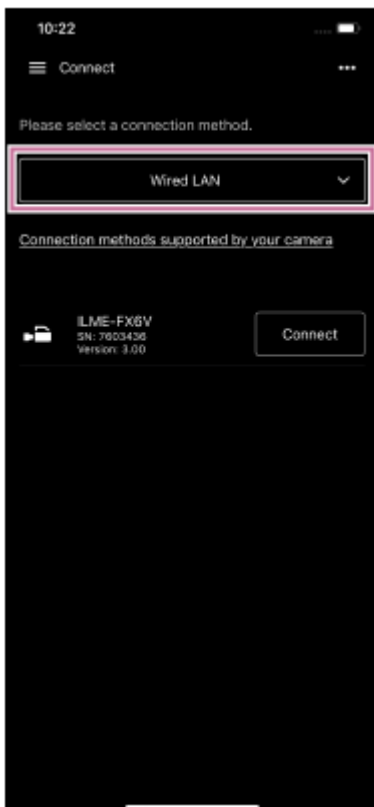 10:22
Connect
Please select a connection method.
Wired LAN
Connection methods supported by your camera
ILME-FX6V
SN: 7603436
Version: 3.00
Connect